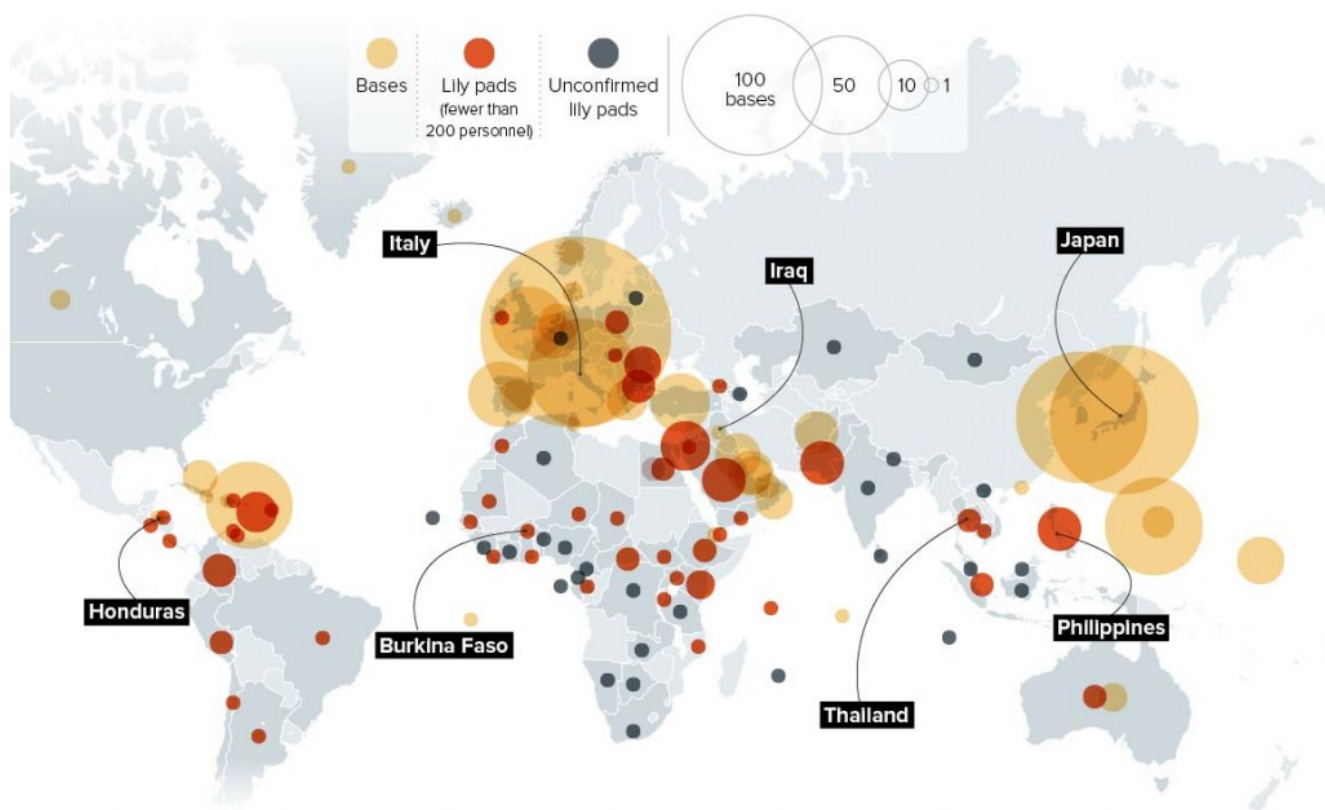 Bases
Lily pads
(fewer than
200 personnel)
Unconfirmed
lily pads
100
bases
50
10
1
Italy
Iraq
Japan
Honduras
Burkina Faso
Thailand
Philippines